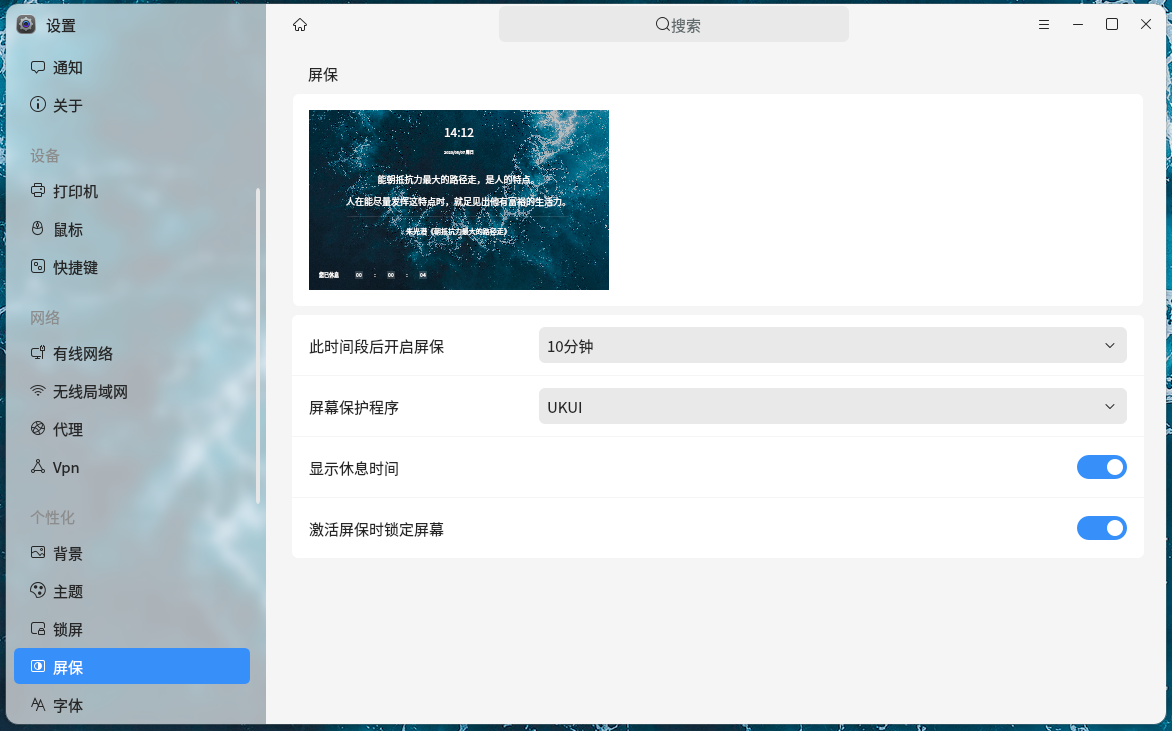 设置
搜索
通知
关于
设备
打印机
鼠标
快捷键
网络
有线网络
无线局域网
代理
Vpn
个性化
背景
主题
锁屏
屏保
字体
屏保
14:12
能朝抵抗力最大的路径走，是人的特点。
人在能尽量发挥这特点时，就足见出他有富裕的生活力。
朱光潜《朝抵抗力最大的路径走》
您已休息 00 : 00 : 04
此时间段后开启屏保
10分钟
屏幕保护程序
UKUI
显示休息时间
激活屏保时锁定屏幕